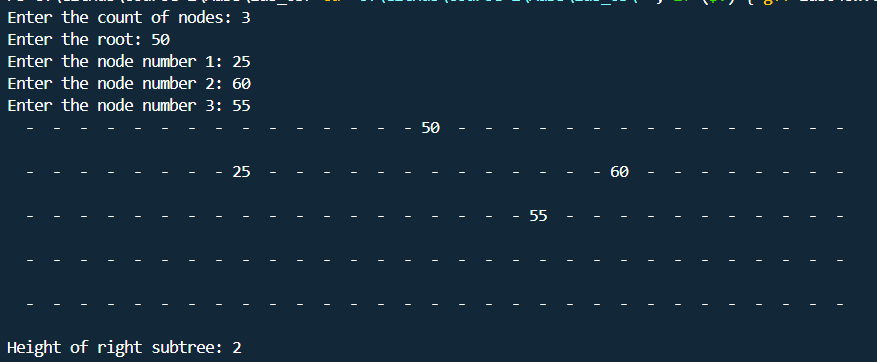 Enter the count of nodes: 3
Enter the root: 50
Enter the node number 1: 25
Enter the node number 2: 60
Enter the node number 3: 55
- - - - - - - - - - - - - - - 50 - - - - - - - - - - - - - - -
- - - - - - - - 25 - - - - - - - - - - - - - 60 - - - - - - - -
- - - - - - - - - - - - - - - - - - - 55 - - - - - - - - - - -
- - - - - - - - - - - - - - - - - - - - - - - - - - - - - - -
- - - - - - - - - - - - - - - - - - - - - - - - - - - - - - -
Height of right subtree: 2